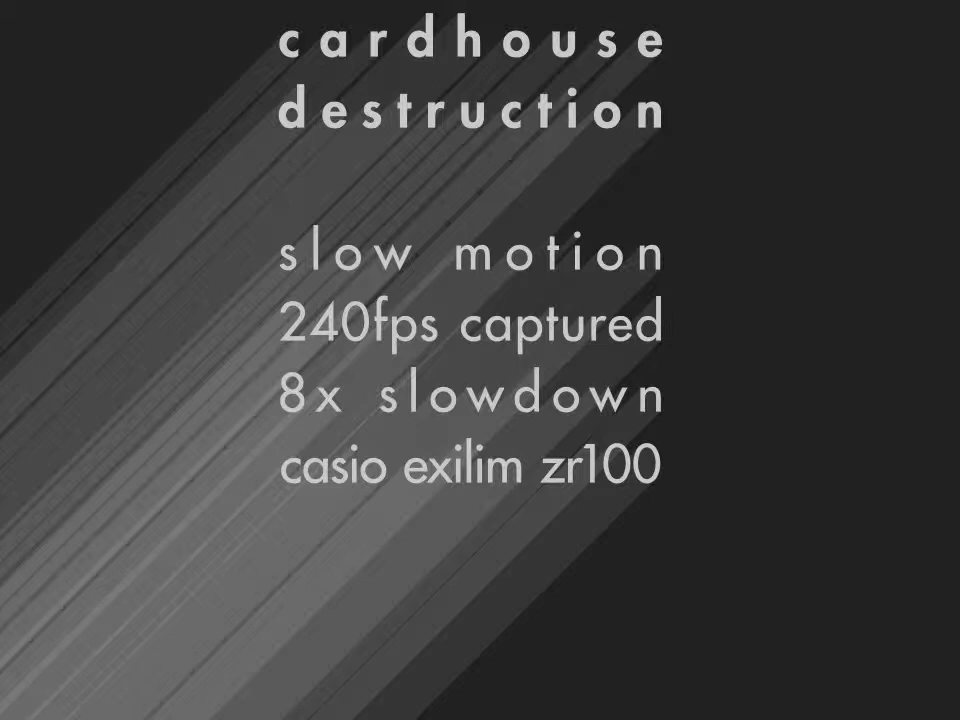 cardhouse
destruction
slow motion
240fps captured
8x slowdown
casio exilim zr100